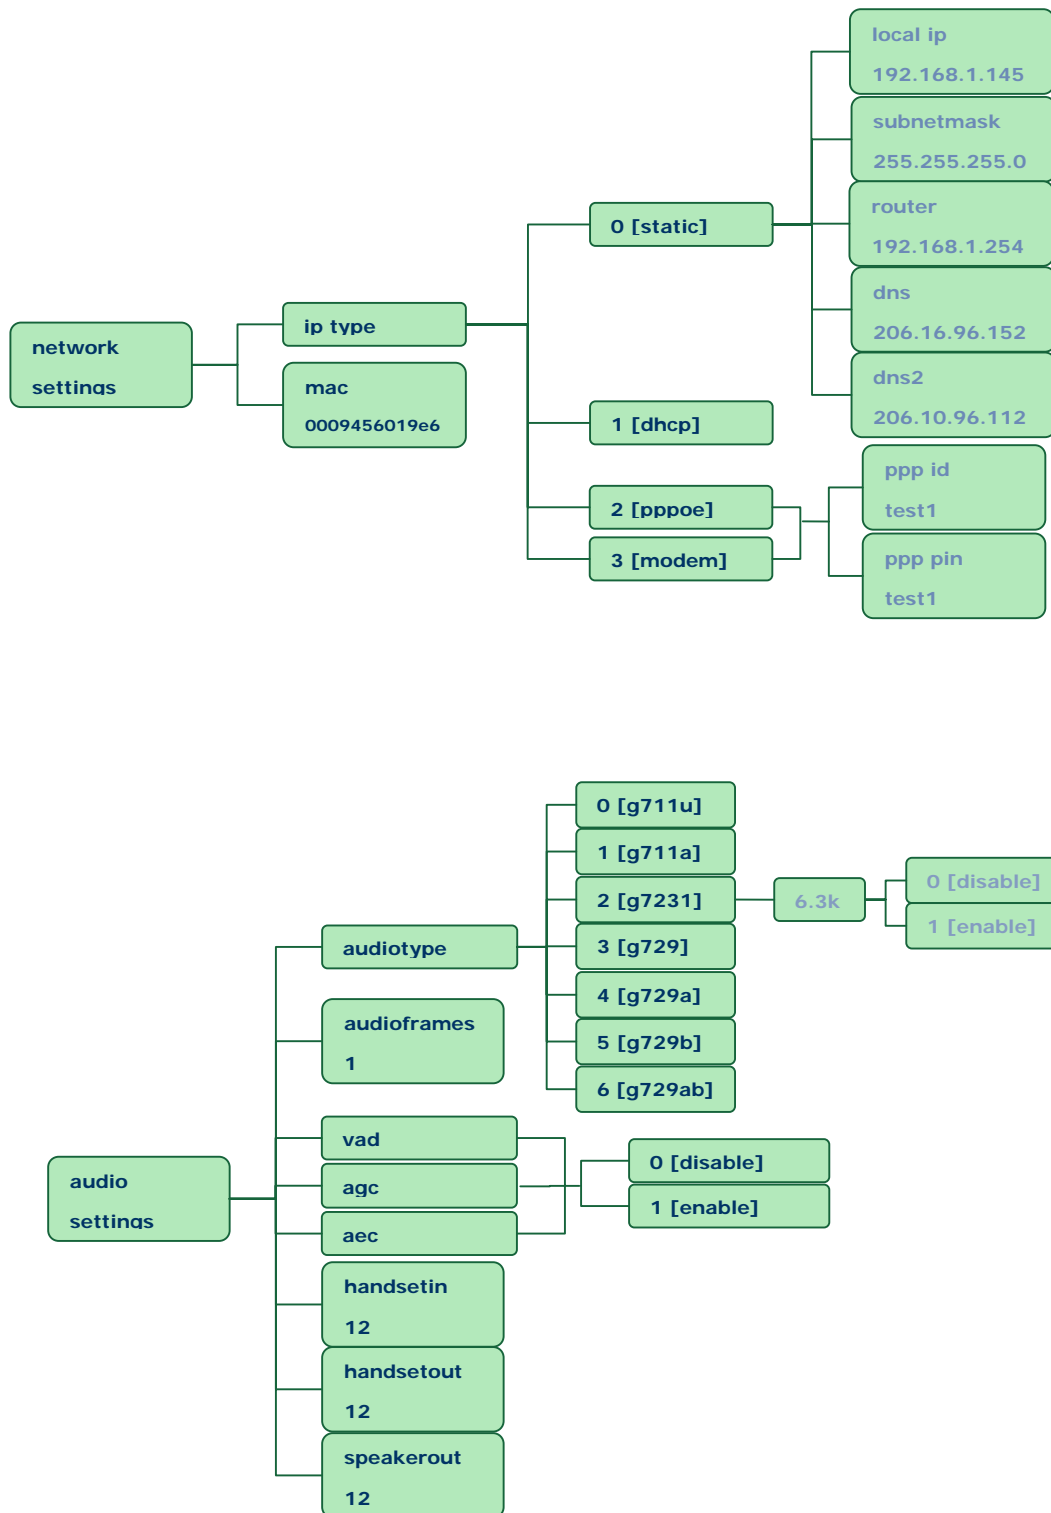 local ip
192.168.1.145
subnetmask
255.255.255.0
router
192.168.1.254
dns
206.16.96.152
dns2
206.10.96.112
0 [static]
ip type
network
settings
mac
0009456019e6
1 [dhcp]
2 [pppoe]
3 [modem]
ppp id
test1
ppp pin
test1
0 [g711u]
1 [g711a]
2 [g7231]
6.3k
0 [disable]
1 [enable]
3 [g729]
4 [g729a]
5 [g729b]
6 [g729ab]
audiotype
audioframes
1
vad
agc
aec
0 [disable]
1 [enable]
audio
settings
handsetin
12
handsetout
12
speakerout
12